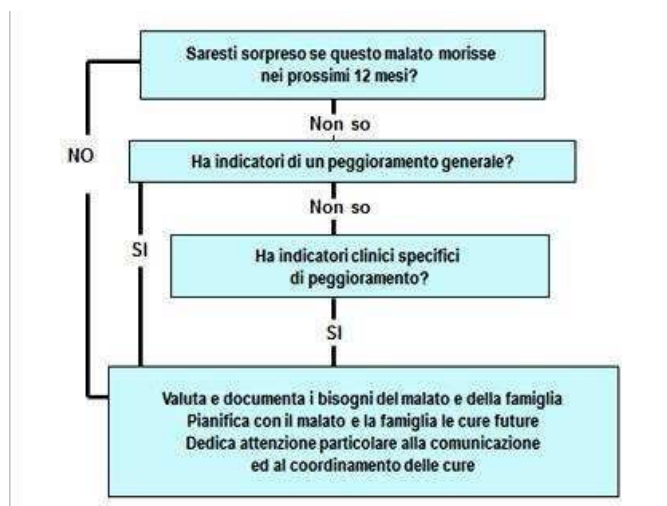 Saresti sorpreso se questo malato morisse
nei prossimi 12 mesi?
Non so
NO
Ha indicatori di un peggioramento generale?
Non so
SI
Ha indicatori clinici specifici
di peggioramento?
SI
Valuta e documenta i bisogni del malato e della famiglia
Pianifica con il malato e la famiglia le cure future
Dedica attenzione particolare alla comunicazione
ed al coordinamento delle cure